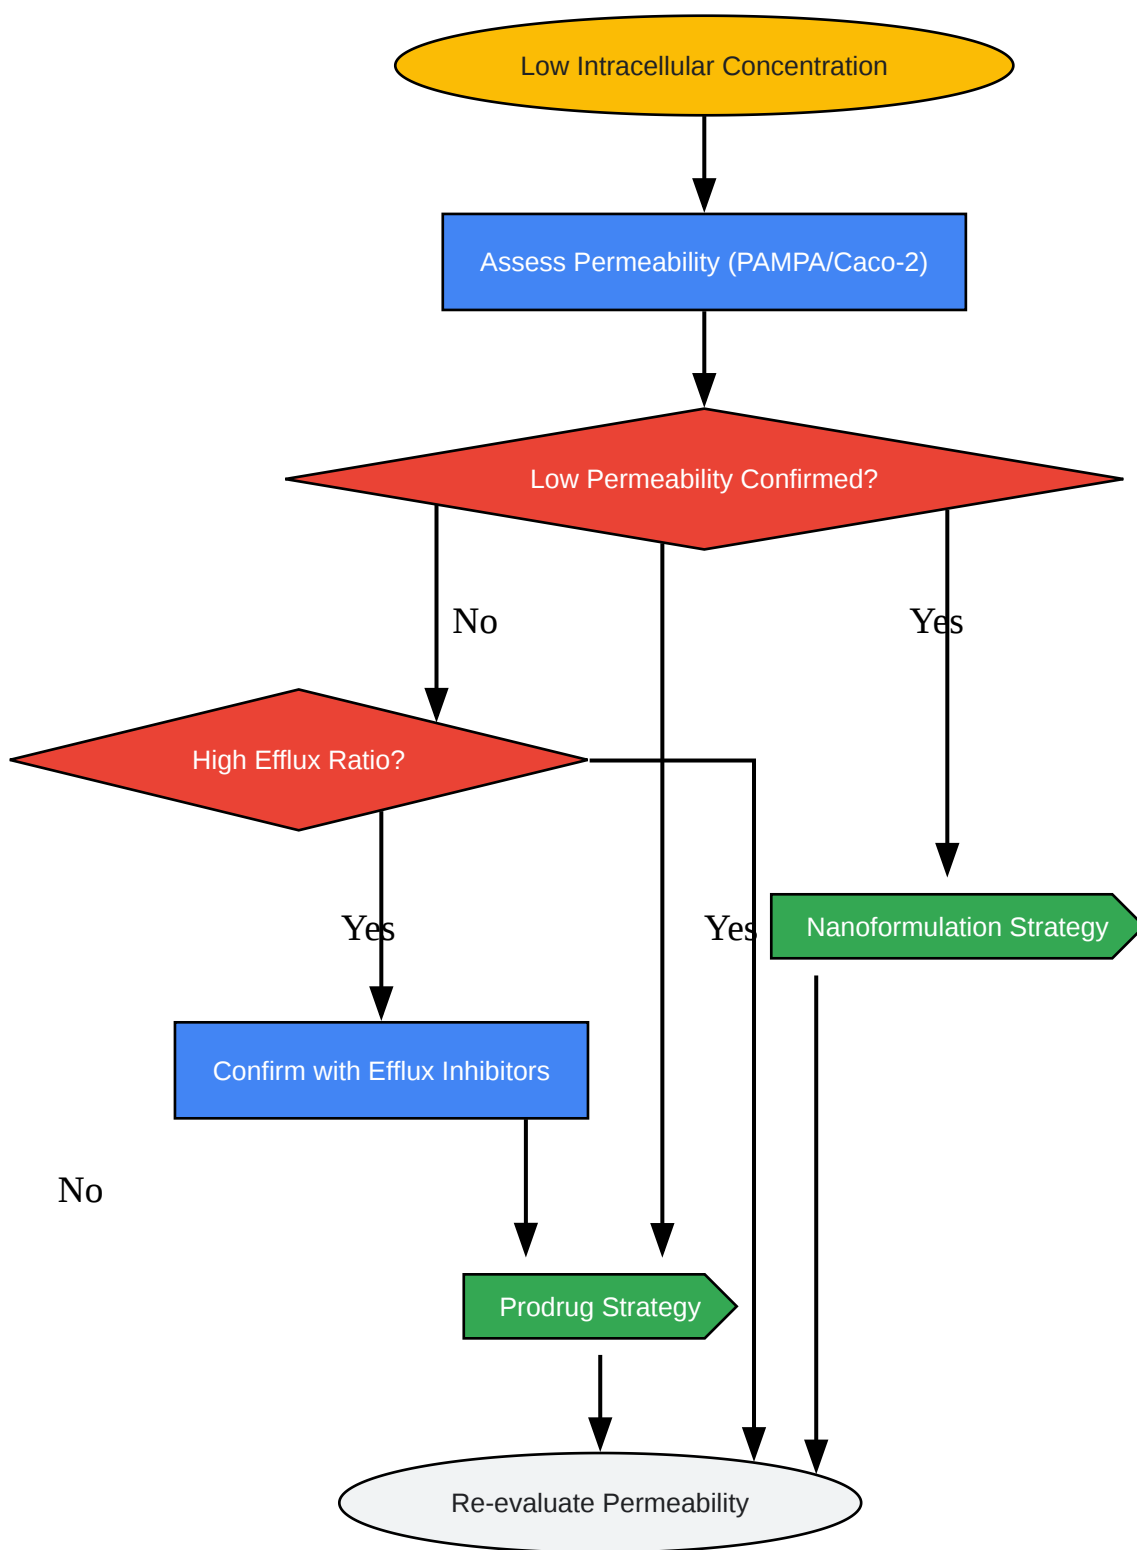 Low Intracellular Concentration
Assess Permeability (PAMPA/Caco-2)
Low Permeability Confirmed?
No
Yes
High Efflux Ratio?
Yes
Yes
Nanoformulation Strategy
Confirm with Efflux Inhibitors
No
Prodrug Strategy
Re-evaluate Permeability